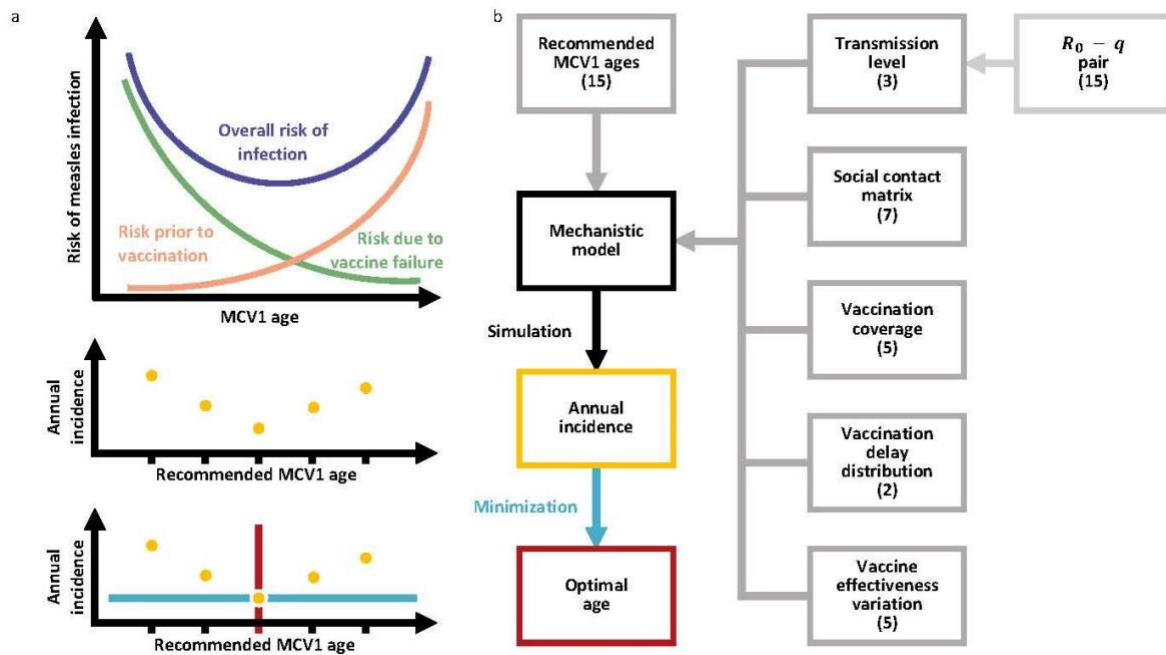 a
Risk of measles infection
Overall risk of
infection
Risk prior to
vaccination
Risk due to
vaccine failure
MCV1 age
Annual
incidence
Recommended MCV1 age
Annual
incidence
Recommended MCV1 age
b
Recommended
MCV1 ages
(15)
Mechanistic
model
Simulation
Annual
incidence
Minimization
Optimal
age
Transmission
level
(3)
R₀ − q
pair
(15)
Social contact
matrix
(7)
Vaccination
coverage
(5)
Vaccination
delay
distribution
(2)
Vaccine
effectiveness
variation
(5)